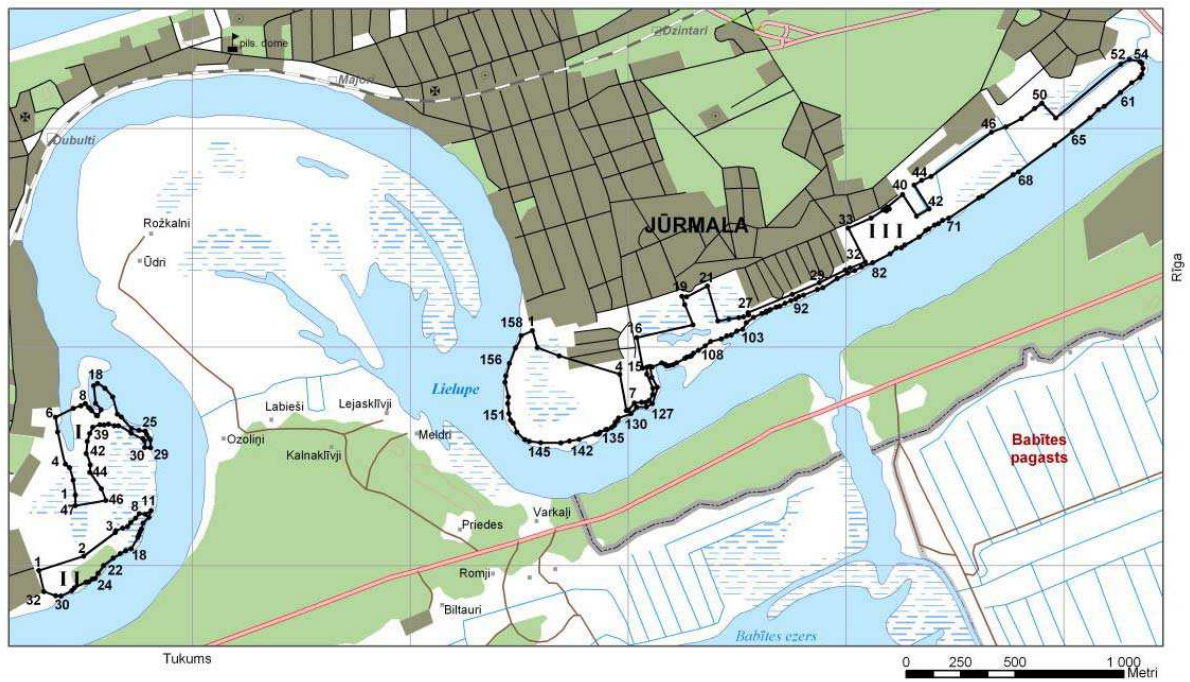 pils. dome
Dzintari
Majori
Dubulti
52 54
50
61
46
65
44
68
40
42
71
33
JŪRMALA
III
Rožkalni
Ūdri
32
82
Rīga
21
19
29
27
92
158 1
16
103
108
156
15
4
Lielupe
18
8
6
I
39
25
30
29
42
4
44
1
46
47
151
7
127
130
135
145
142
Labieši
Lejasklīvji
Ozoliņi
Kalnaklīvji
Meldri
Babītes
pagasts
11
8
3
18
2
1
22
II
24
32
30
Varkaļi
Priedes
Romji
Biltauri
Babītes ezers
Tukums
0 250 500 1 000
Metri